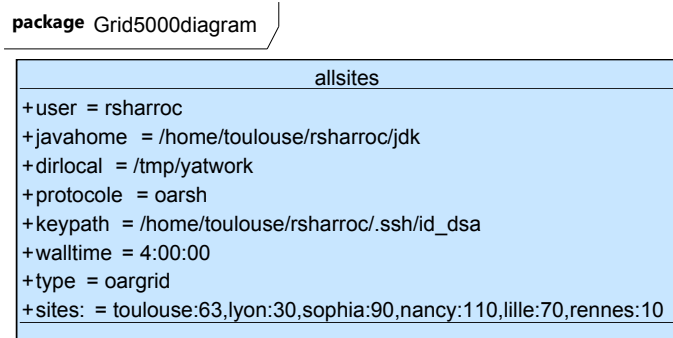 package Grid5000diagram
allsites
+user = rsharroc
+javahome = /home/toulouse/rsharroc/jdk
+dirlocal = /tmp/yatwork
+protocole = oarsh
+keypath = /home/toulouse/rsharroc/.ssh/id_dsa
+walltime = 4:00:00
+type = oargrid
+sites: = toulouse:63,lyon:30,sophia:90,nancy:110,lille:70,rennes:10